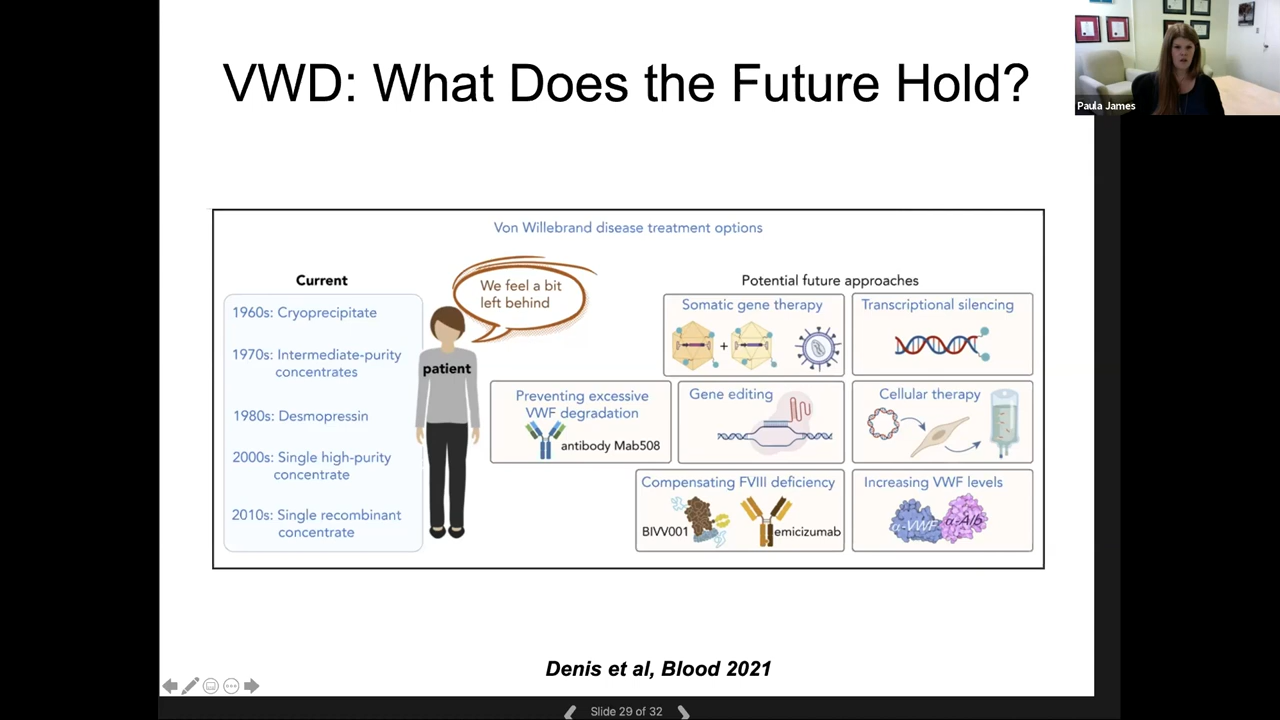 VWD: What Does the Future Hold?
Paula James
Von Willebrand disease treatment options
Current
1960s: Cryoprecipitate
1970s: Intermediate-purity
concentrates
1980s: Desmopressin
2000s: Single high-purity
concentrate
2010s: Single recombinant
concentrate
We feel a bit
left behind
patient
Potential future approaches
Somatic gene therapy
+
Transcriptional silencing
Preventing excessive
VWF degradation
antibody Mab508
Gene editing
Cellular therapy
Compensating FVIII deficiency
BIVV001
emicizumab
Increasing VWF levels
α-VWF
α-A/b
Denis et al, Blood 2021
Slide 29 of 32